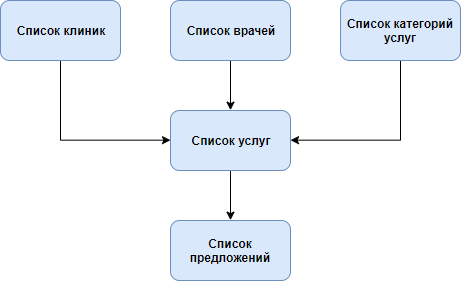 Список клиник
Список врачей
Список категорий
услуг
Список услуг
Список
предложений